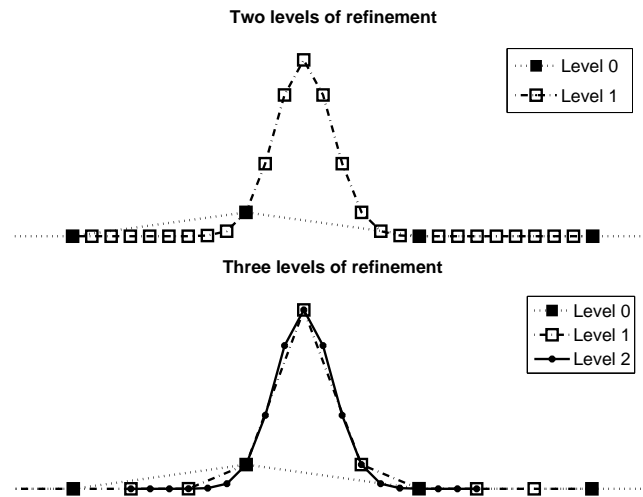 Two levels of refinement
Level 0
Level 1
Three levels of refinement
Level 0
Level 1
Level 2